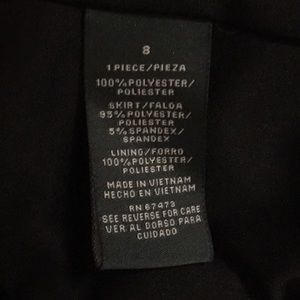 8
1 PIECE/PIEZA
100% POLYESTER/
POLIESTER
SKIRT/FALDA
95% POLYESTER/
POLIESTER
5% SPANDEX/
SPANDEX
LINING/FORRO
100% POLYESTER/
POLIESTER
MADE IN VIETNAM
HECHO EN VIETNAM
RN 67473
SEE REVERSE FOR CARE
VER AL DORSO PARA
CUIDADO